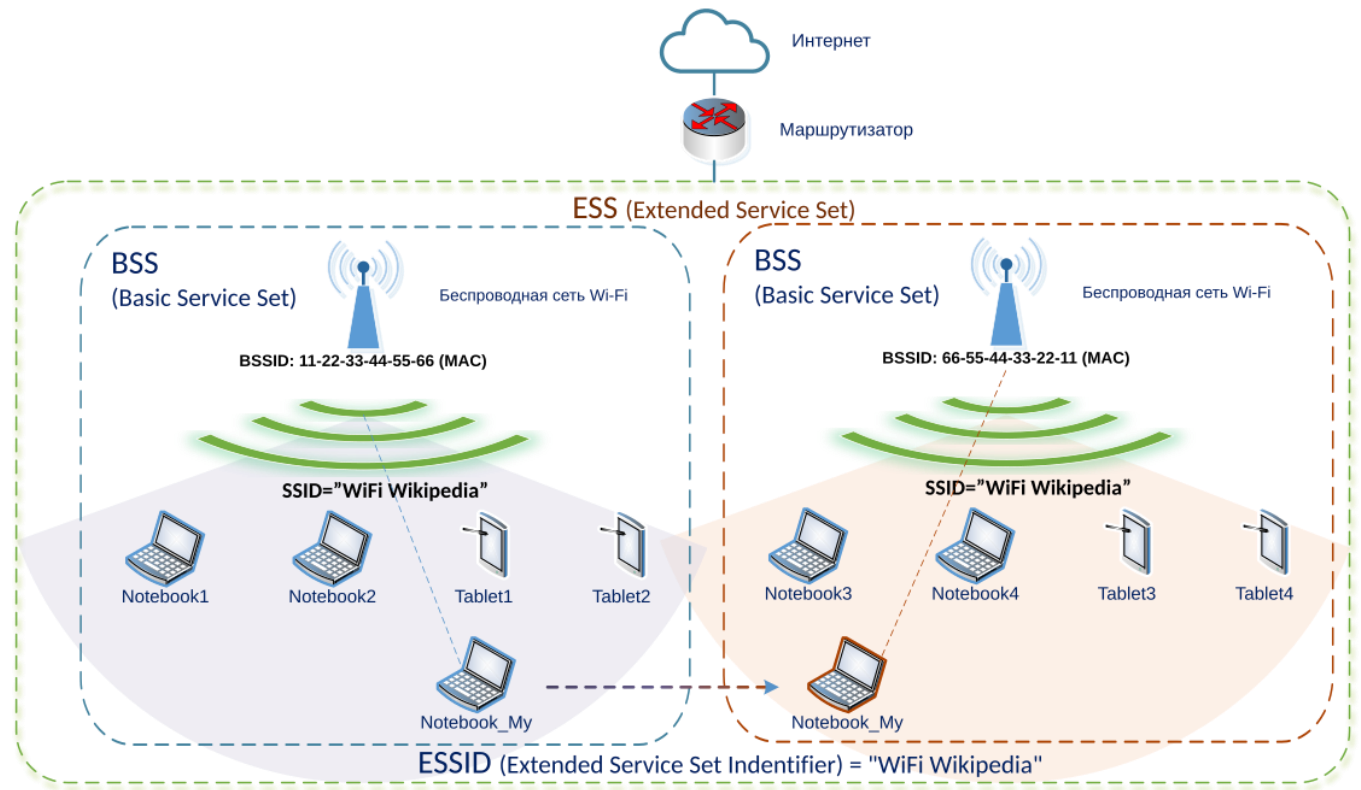 Интернет
Маршрутизатор
ESS (Extended Service Set)
BSS
(Basic Service Set)
Беспроводная сеть Wi-Fi
BSSID: 11-22-33-44-55-66 (MAC)
SSID=”WiFi Wikipedia”
Notebook1
Notebook2
Tablet1
Tablet2
Notebook_My
BSS
(Basic Service Set)
Беспроводная сеть Wi-Fi
BSSID: 66-55-44-33-22-11 (MAC)
SSID=”WiFi Wikipedia”
Notebook3
Notebook4
Tablet3
Tablet4
Notebook_My
ESSID (Extended Service Set Indentifier) = "WiFi Wikipedia"